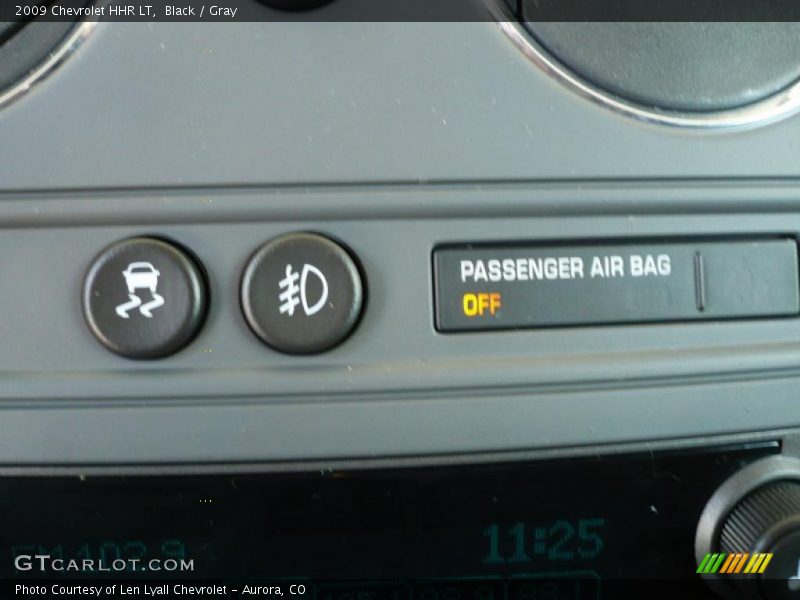 2009 Chevrolet HHR LT, Black / Gray
PASSENGER AIR BAG
OFF
11:25
GTCARLOT.COM
Photo Courtesy of Len Lyall Chevrolet - Aurora, CO